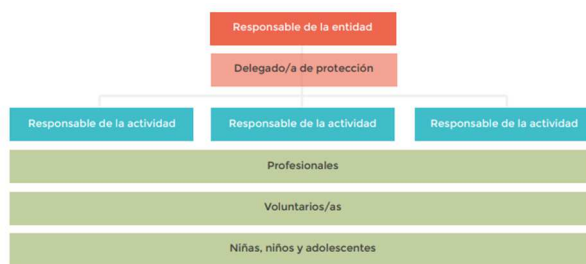 Responsable de la entidad
Delegado/a de protección
Responsable de la actividad
Responsable de la actividad
Responsable de la actividad
Profesionales
Voluntarios/as
Niñas, niños y adolescentes